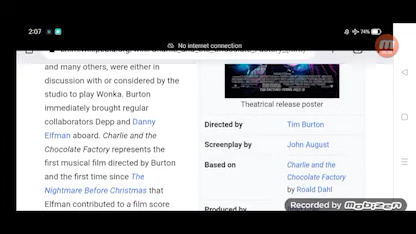 2:07
74%
No internet connection
and many others, were either in
discussion with or considered by the
studio to play Wonka. Burton
immediately brought regular
collaborators Depp and Danny
Elfman aboard. Charlie and the
Chocolate Factory represents the
first musical film directed by Burton
and the first time since The
Nightmare Before Christmas that
Elfman contributed to a film score
Theatrical release poster
Directed by Tim Burton
Screenplay by John August
Based on Charlie and the
Chocolate Factory
by Roald Dahl
Produced by
Recorded by
MOBIZEN